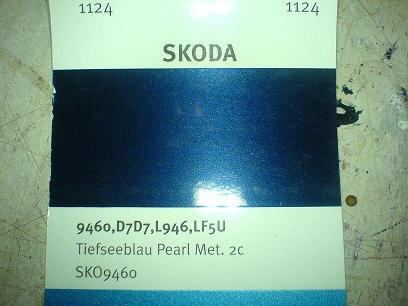 1124 1124
SKODA
9460,D7D7,L946,LF5U
Tiefseeblau Pearl Met. 2c
SKO9460